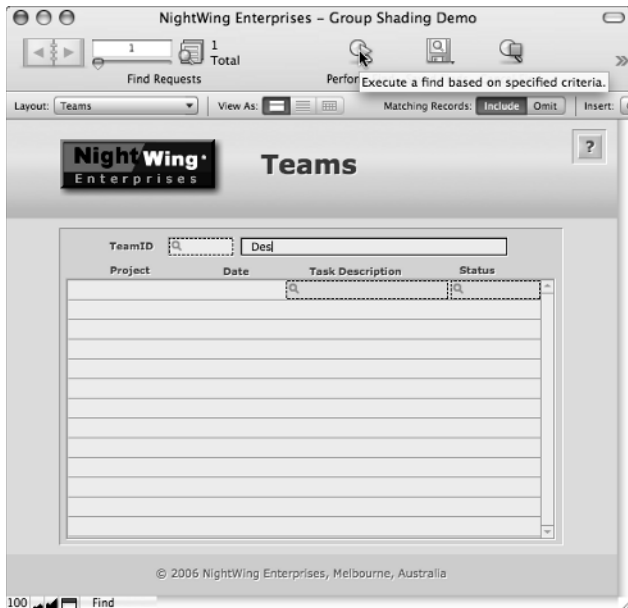 NightWing Enterprises – Group Shading Demo
1
1
Total
Find Requests
Perfor
Execute a find based on specified criteria.
Layout: Teams
View As:
Matching Records: Include Omit
Insert:
NightWing
Enterprises
Teams
?
TeamID
Des
Project Date Task Description Status
© 2006 NightWing Enterprises, Melbourne, Australia
100 Find